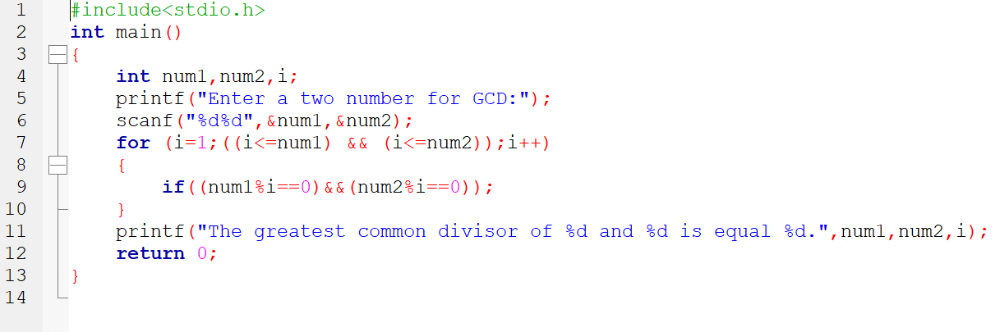 1 #include<stdio.h>
2 int main()
3 {
4 int num1,num2,i;
5 printf("Enter a two number for GCD:");
6 scanf("%d%d",&num1,&num2);
7 for (i=1;((i<=num1) && (i<=num2));i++)
8 {
9 if((num1%i==0)&&(num2%i==0));
10 }
11 printf("The greatest common divisor of %d and %d is equal %d.",num1,num2,i);
12 return 0;
13 }
14